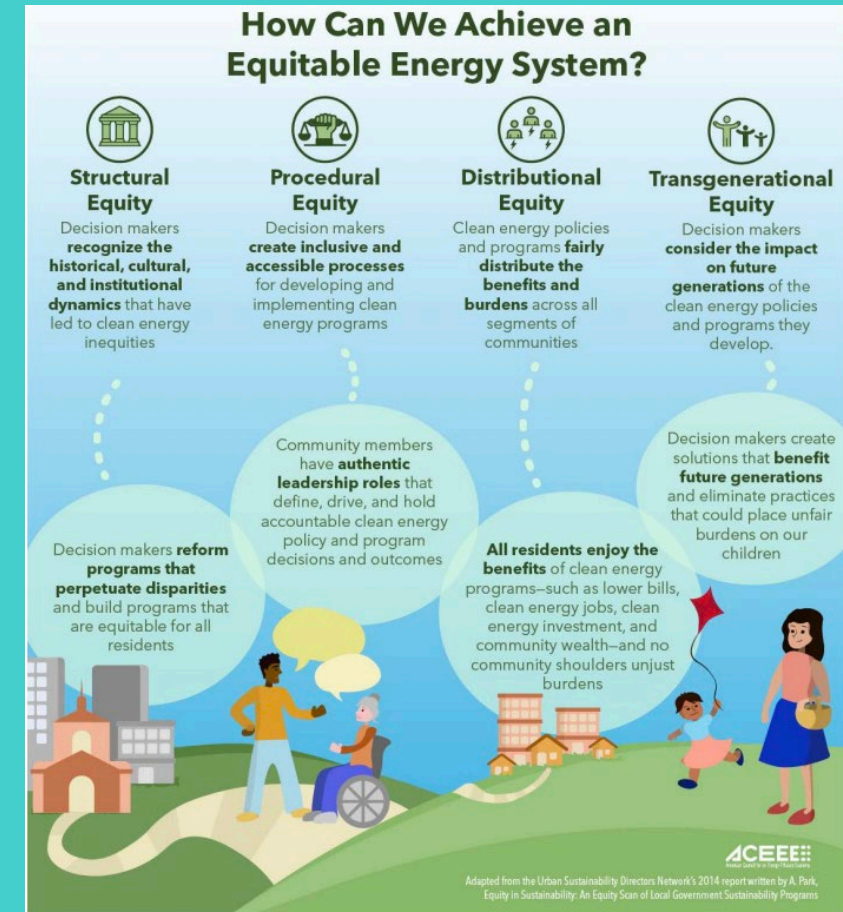 How Can We Achieve an
Equitable Energy System?
Structural
Equity
Decision makers
recognize the
historical, cultural,
and institutional
dynamics that have
led to clean energy
inequities
Procedural
Equity
Decision makers
create inclusive and
accessible processes
for developing and
implementing clean
energy programs
Distributional
Equity
Clean energy policies
and programs fairly
distribute the
benefits and
burdens across all
segments of
communities
Transgenerational
Equity
Decision makers
consider the impact
on future
generations of the
clean energy policies
and programs they
develop.
Decision makers reform
programs that
perpetuate disparities
and build programs that
are equitable for all
residents
Community members
have authentic
leadership roles that
define, drive, and hold
accountable clean energy
policy and program
decisions and outcomes
All residents enjoy the
benefits of clean energy
programs—such as lower bills,
clean energy jobs, clean
energy investment, and
community wealth—and no
community shoulders unjust
burdens
Decision makers create
solutions that benefit
future generations
and eliminate practices
that could place unfair
burdens on our
children
ACEEE
Adapted from the Urban Sustainability Directors Network's 2014 report written by A. Park,
Equity in Sustainability: An Equity Scan of Local Government Sustainability Programs